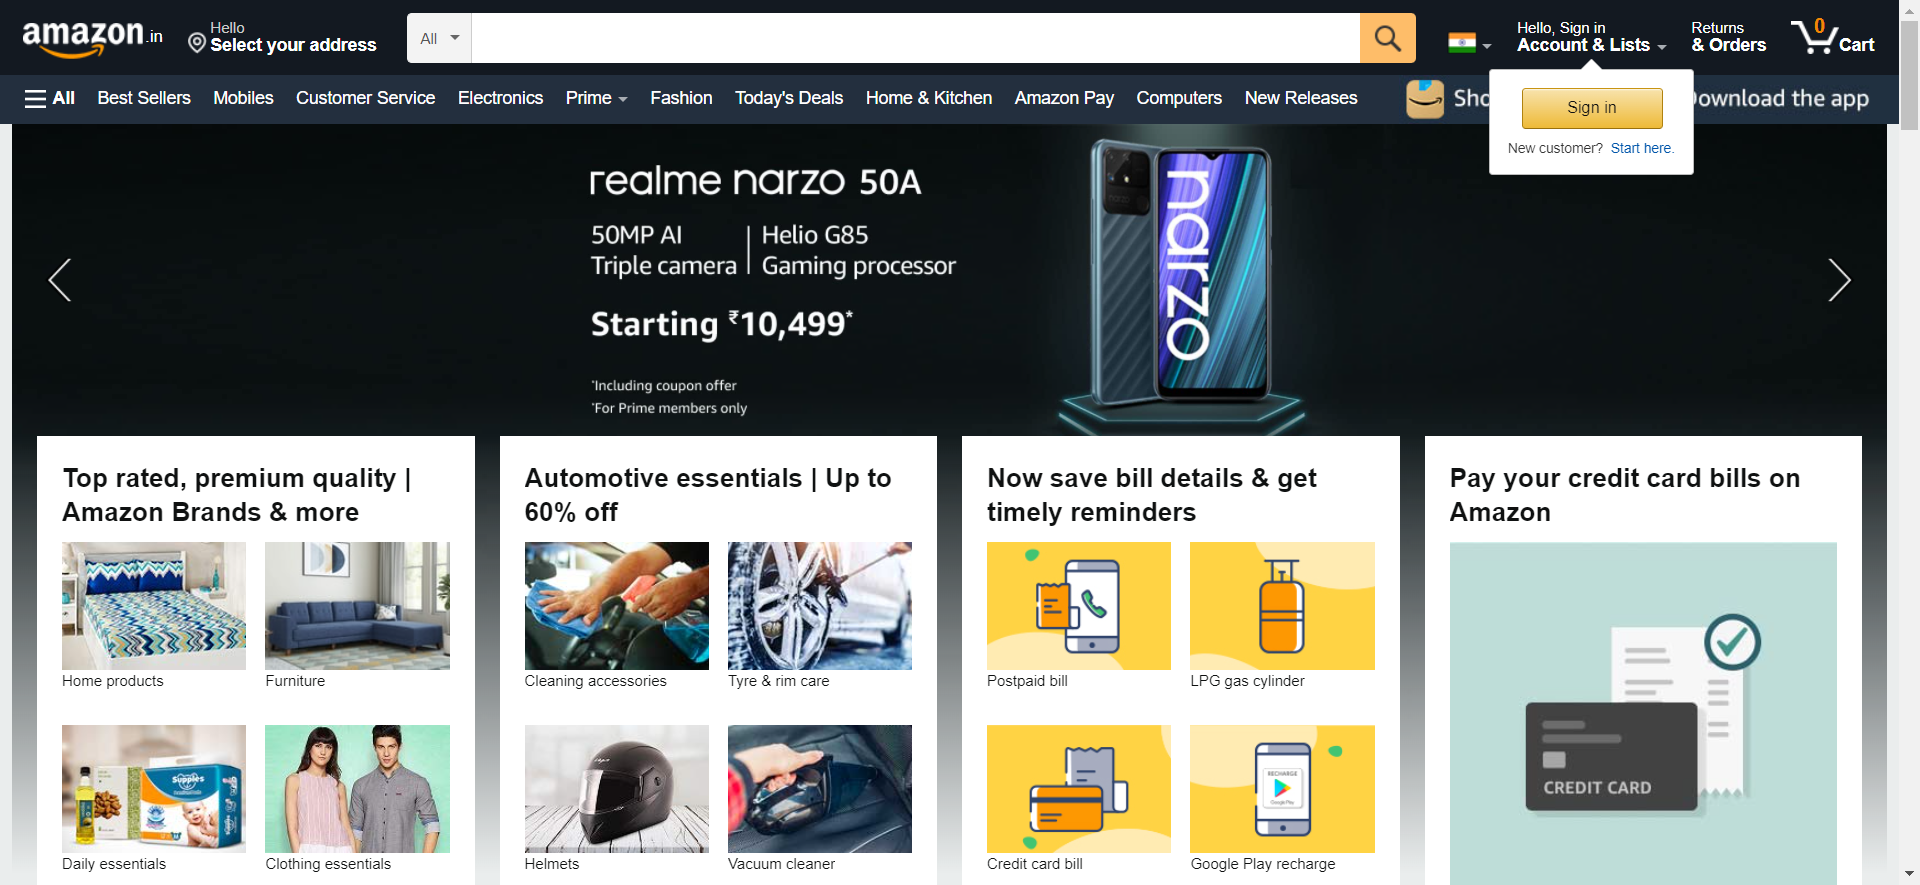 amazon.in
Hello
Select your address
All
Hello, Sign in
Account & Lists
Returns
& Orders
0
Cart
All
Best Sellers
Mobiles
Customer Service
Electronics
Prime
Fashion
Today's Deals
Home & Kitchen
Amazon Pay
Computers
New Releases
Download the app
Sign in
New customer? Start here.
realme narzo 50A
50MP AI
Triple camera
Helio G85
Gaming processor
Starting ₹10,499*
*Including coupon offer
*For Prime members only
narzo
narzo
Top rated, premium quality |
Amazon Brands & more
Home products
Furniture
Supples
Daily essentials
Clothing essentials
Automotive essentials | Up to
60% off
Cleaning accessories
Tyre & rim care
Helmets
Vacuum cleaner
Now save bill details & get
timely reminders
Postpaid bill
LPG gas cylinder
Credit card bill
RECHARGE
Google Play
Google Play recharge
Pay your credit card bills on
Amazon
CREDIT CARD